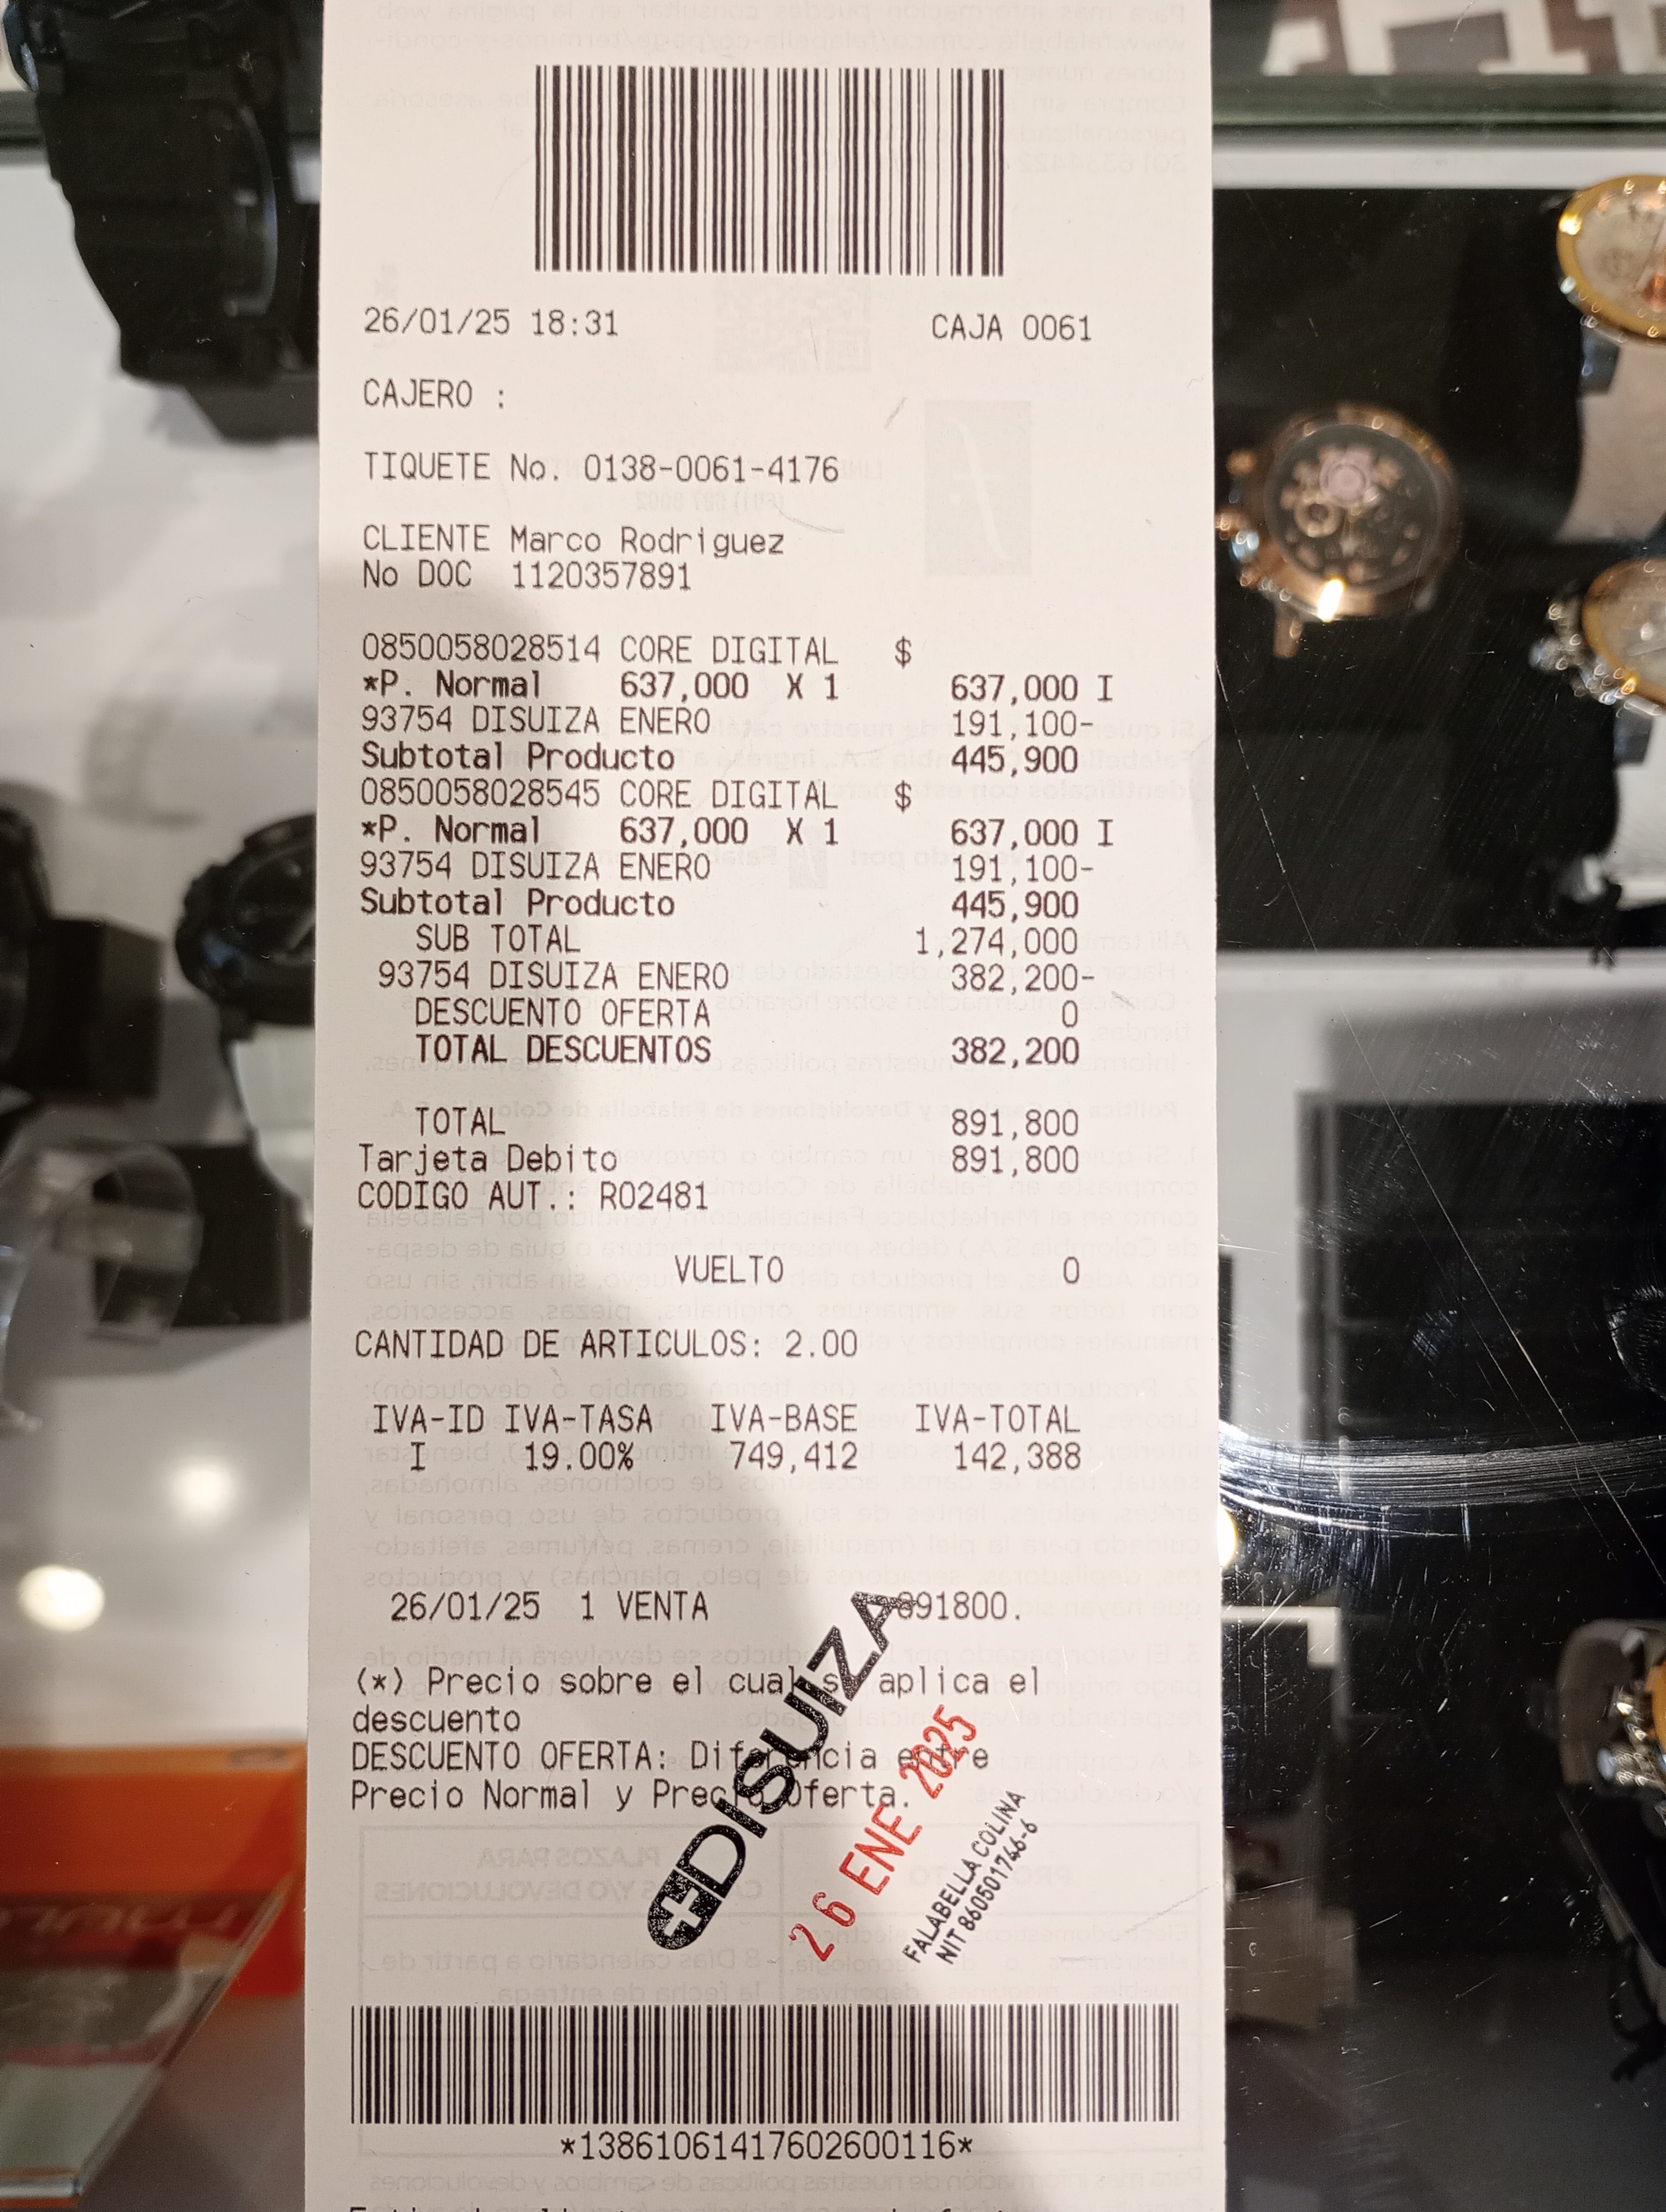 26/01/25 18:31 CAJA 0061
CAJERO :
TIQUETE No. 0138-0061-4176
CLIENTE Marco Rodriguez
No DOC 1120357891
0850058028514 CORE DIGITAL $
*P. Normal 637,000 X 1 637,000 I
93754 DISUIZA ENERO 191,100-
Subtotal Producto 445,900
0850058028545 CORE DIGITAL $
*P. Normal 637,000 X 1 637,000 I
93754 DISUIZA ENERO 191,100-
Subtotal Producto 445,900
SUB TOTAL 1,274,000
93754 DISUIZA ENERO 382,200-
DESCUENTO OFERTA 0
TOTAL DESCUENTOS 382,200
TOTAL 891,800
Tarjeta Debito 891,800
CODIGO AUT.: R02481
VUELTO 0
CANTIDAD DE ARTICULOS: 2.00
IVA-ID IVA-TASA IVA-BASE IVA-TOTAL
I 19.00% 749,412 142,388
26/01/25 1 VENTA 891800.
(*) Precio sobre el cual se aplica el
descuento
DESCUENTO OFERTA: Diferencia entre
Precio Normal y Precio Oferta.
DISUIZA
26 ENE 2025
FALABELLA COLINA
NIT 860501746-6
*13861061417602600116*